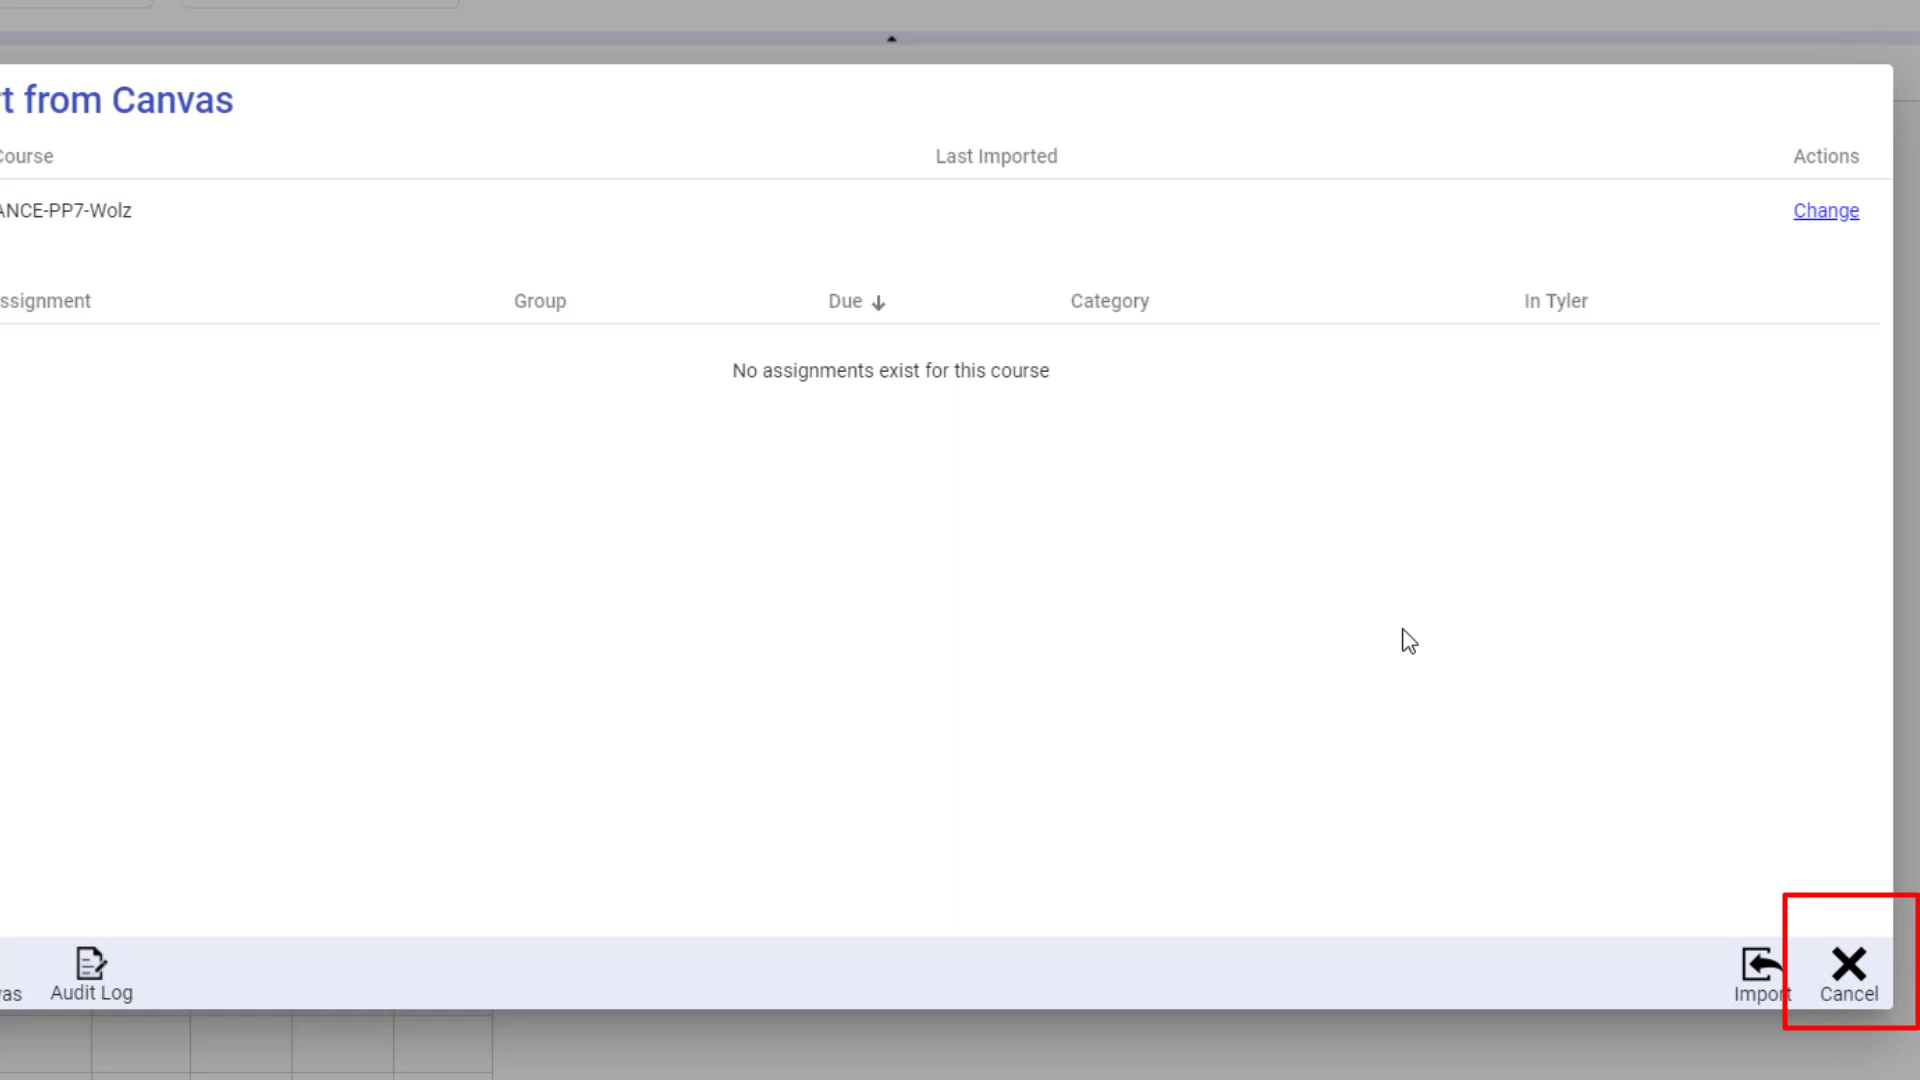 t from Canvas
Course Last Imported Actions
ANCE-PP7-Wolz Change
ssignment Group Due Category In Tyler
No assignments exist for this course
vas Audit Log Import Cancel